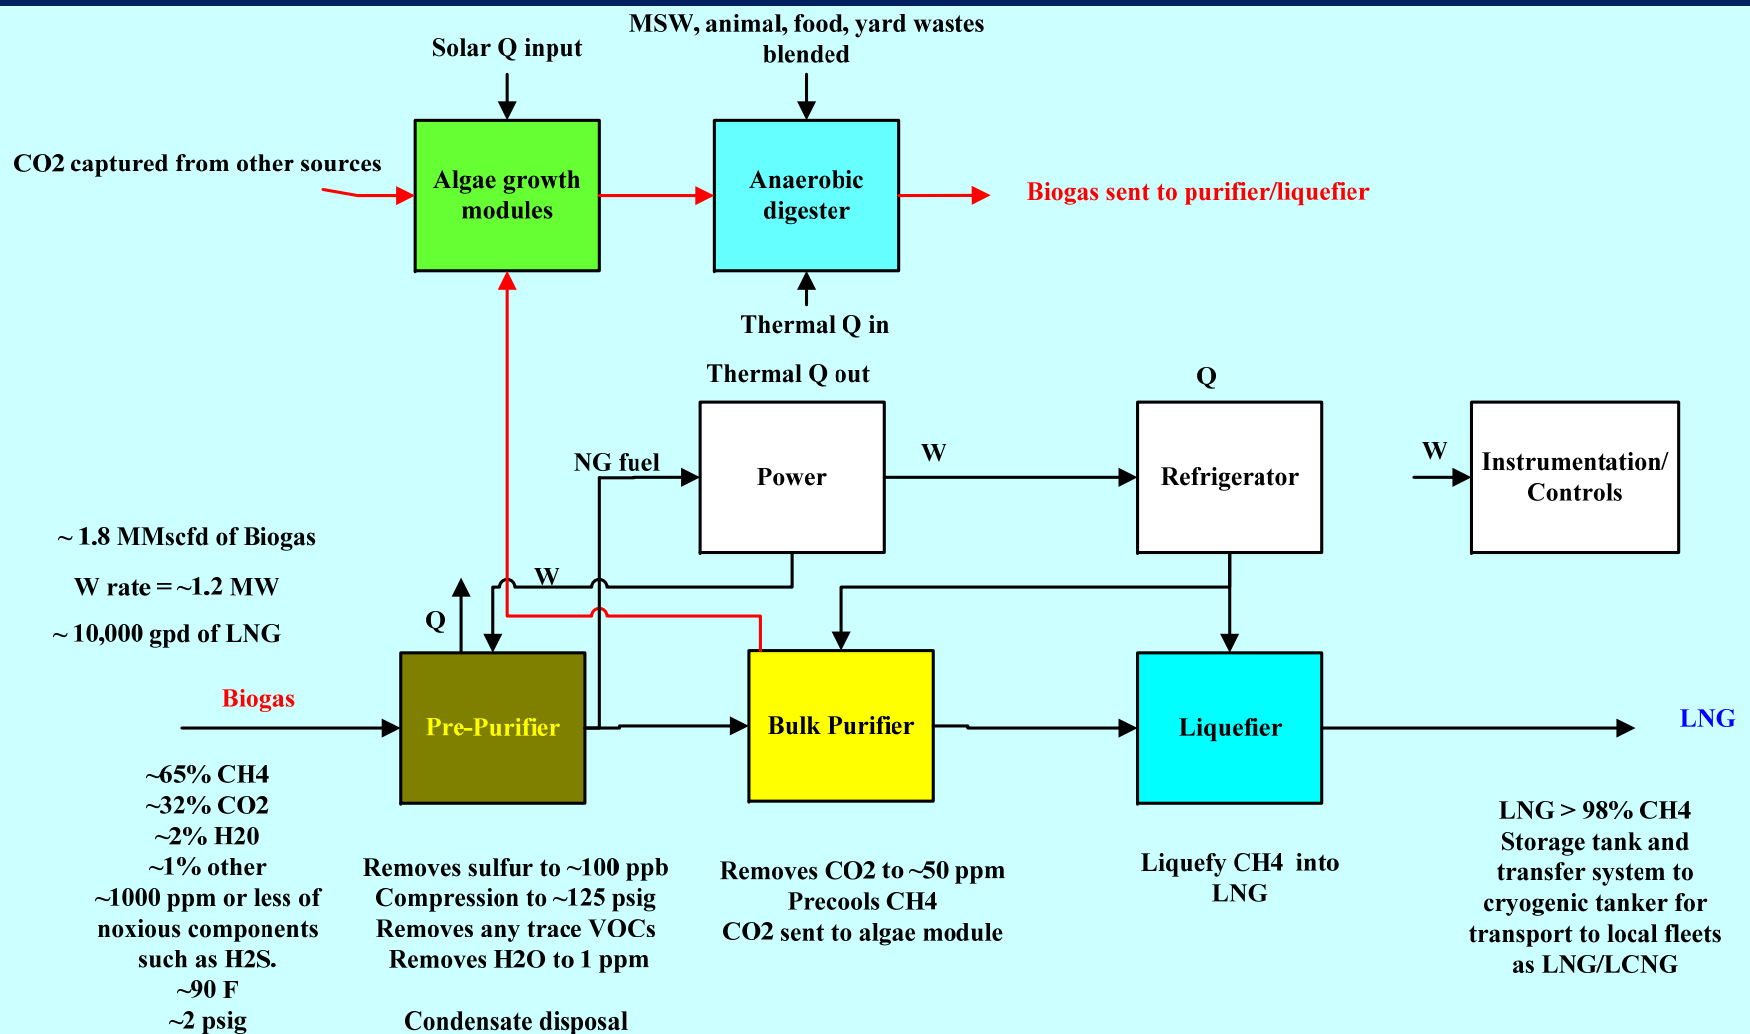 MSW, animal, food, yard wastes
blended
Solar Q input
CO2 captured from other sources
Algae growth
modules
Anaerobic
digester
Biogas sent to purifier/liquefier
Thermal Q in
Thermal Q out
Q
NG fuel
Power
W
Refrigerator
W
Instrumentation/
Controls
~ 1.8 MMscfd of Biogas
W rate = ~1.2 MW
~ 10,000 gpd of LNG
W
Q
Biogas
Pre-Purifier
Bulk Purifier
Liquefier
LNG
~65% CH4
~32% CO2
~2% H20
~1% other
~1000 ppm or less of
noxious components
such as H2S.
~90 F
~2 psig
Removes sulfur to ~100 ppb
Compression to ~125 psig
Removes any trace VOCs
Removes H2O to 1 ppm
Condensate disposal
Removes CO2 to ~50 ppm
Precools CH4
CO2 sent to algae module
Liquefy CH4 into
LNG
LNG > 98% CH4
Storage tank and
transfer system to
cryogenic tanker for
transport to local fleets
as LNG/LCNG